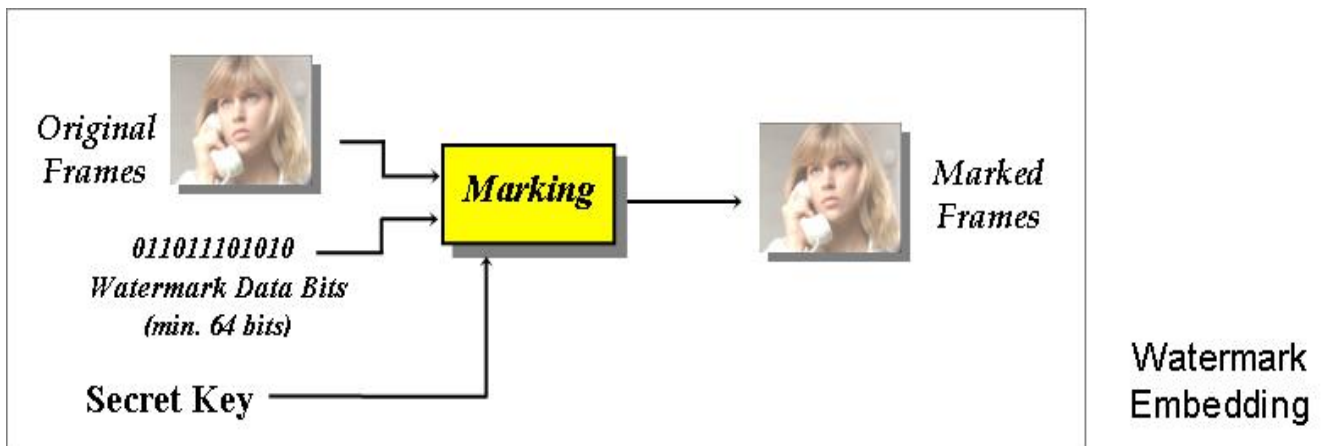 Original
Frames
011011101010
Watermark Data Bits
(min. 64 bits)
Secret Key
Marking
Marked
Frames
Watermark
Embedding